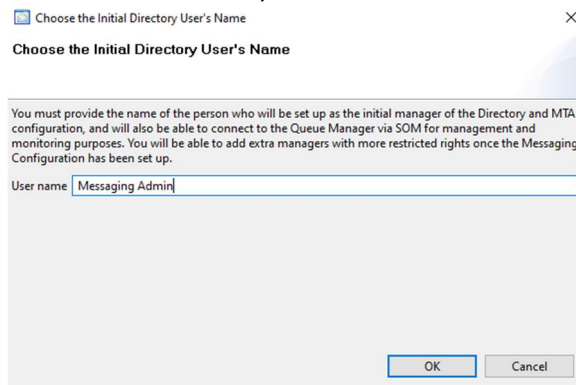 Choose the Initial Directory User's Name
Choose the Initial Directory User's Name
You must provide the name of the person who will be set up as the initial manager of the Directory and MTA
configuration, and will also be able to connect to the Queue Manager via SOM for management and
monitoring purposes. You will be able to add extra managers with more restricted rights once the Messaging
Configuration has been set up.
User name Messaging Admin
OK Cancel